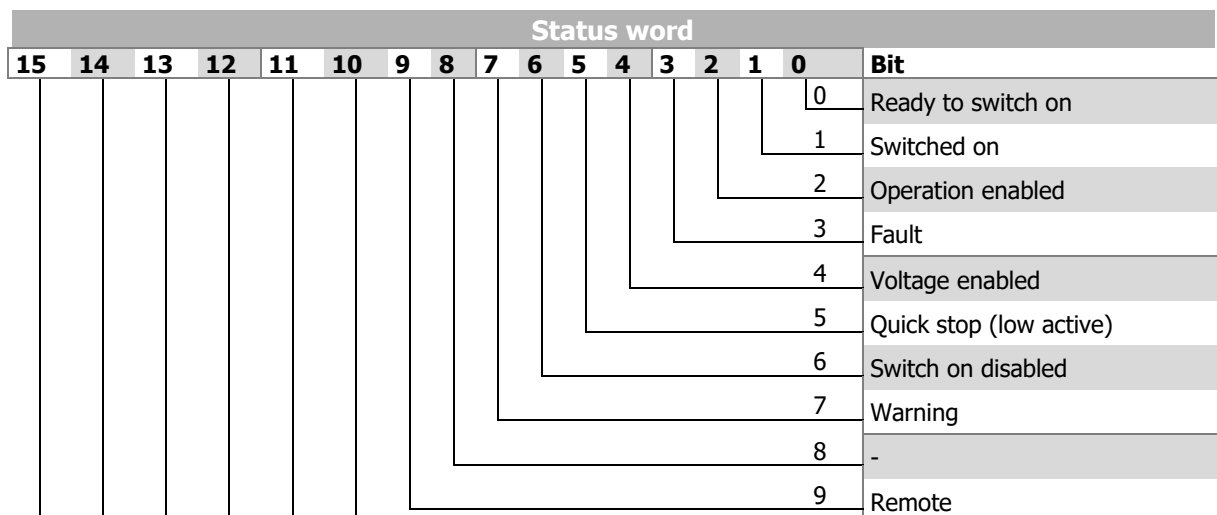 Status word
15 14 13 12 11 10 9 8 7 6 5 4 3 2 1 0 Bit
0 Ready to switch on
1 Switched on
2 Operation enabled
3 Fault
4 Voltage enabled
5 Quick stop (low active)
6 Switch on disabled
7 Warning
8 -
9 Remote